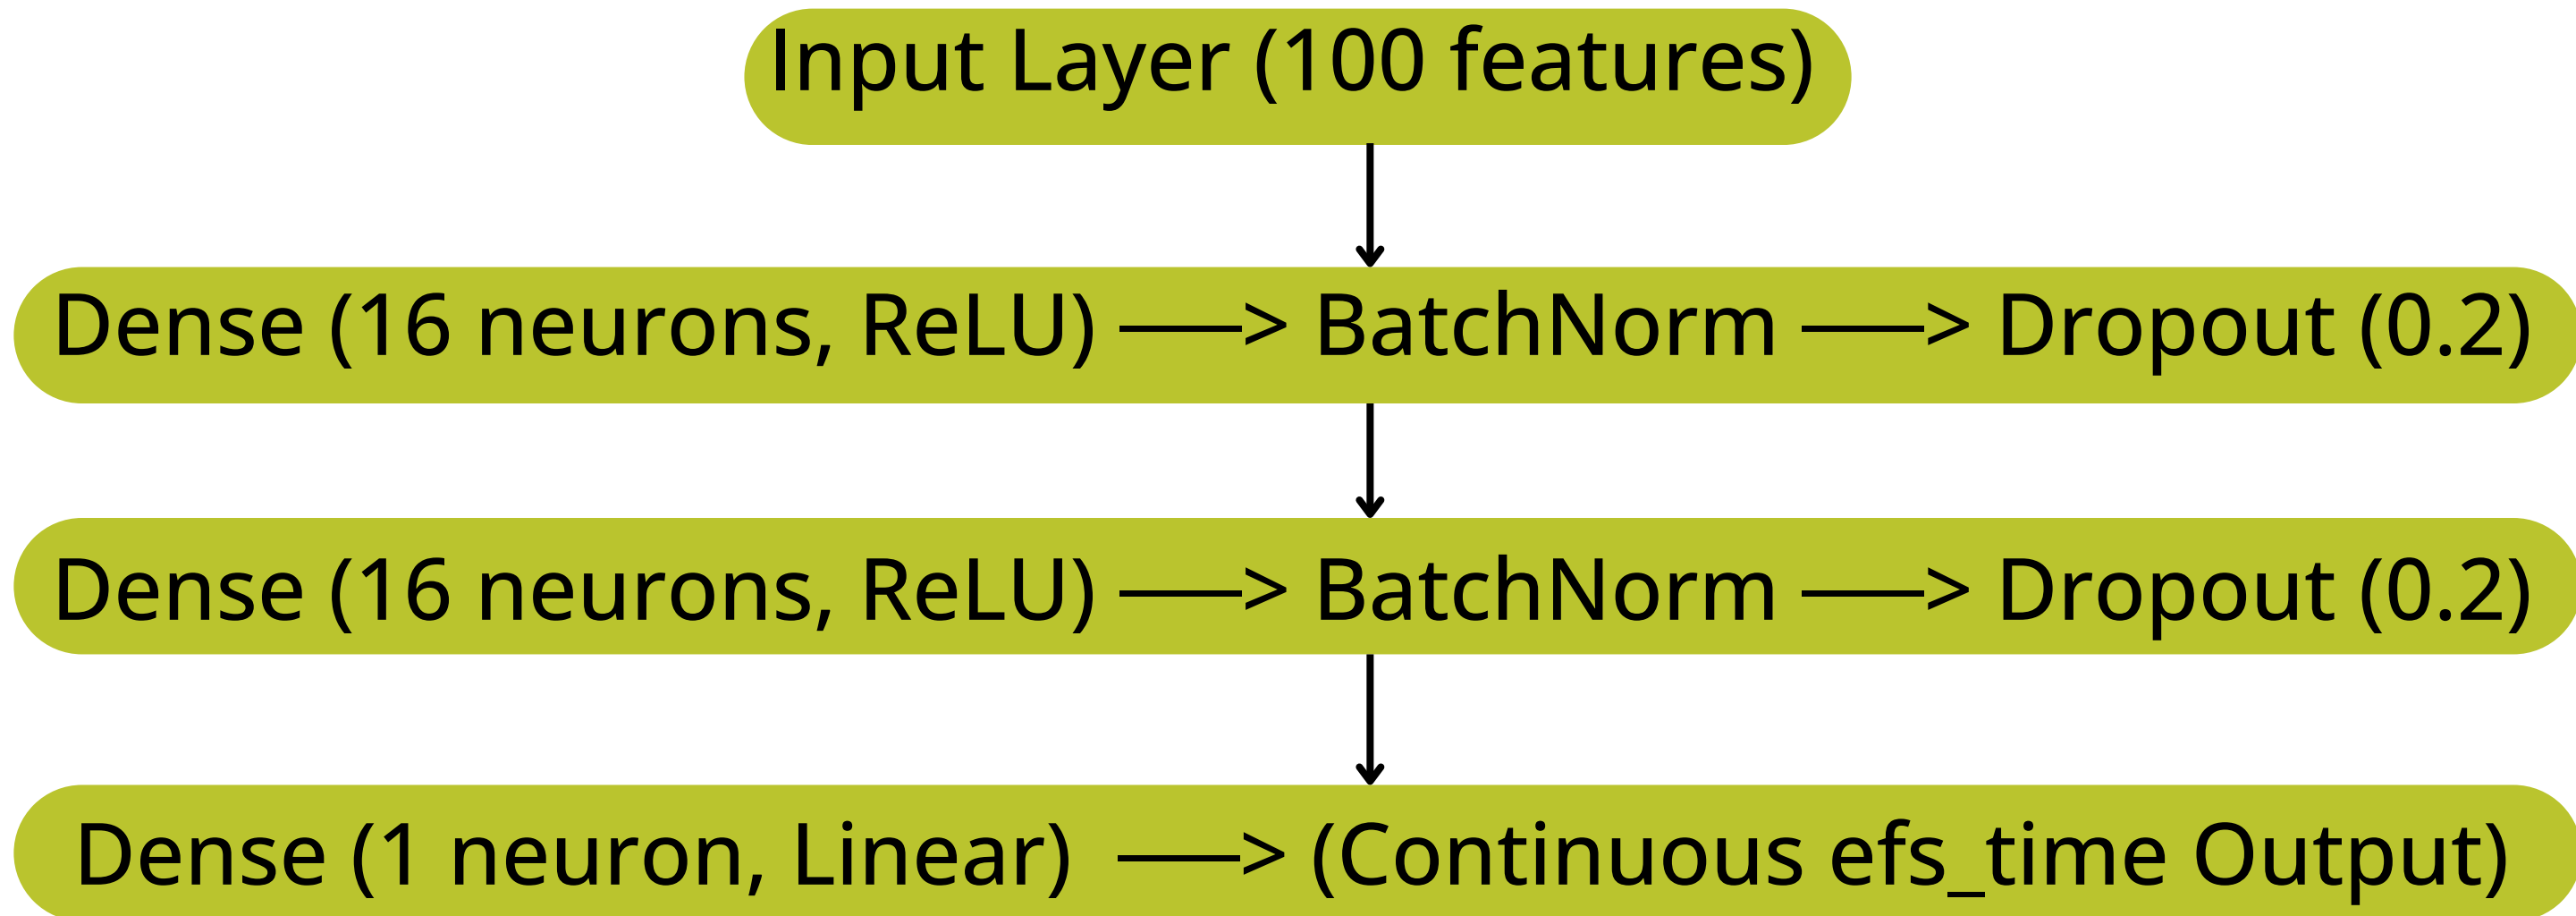 Input Layer (100 features)
Dense (16 neurons, ReLU) ——> BatchNorm ——> Dropout (0.2)
Dense (16 neurons, ReLU) ——> BatchNorm ——> Dropout (0.2)
Dense (1 neuron, Linear) ——> (Continuous efs_time Output)